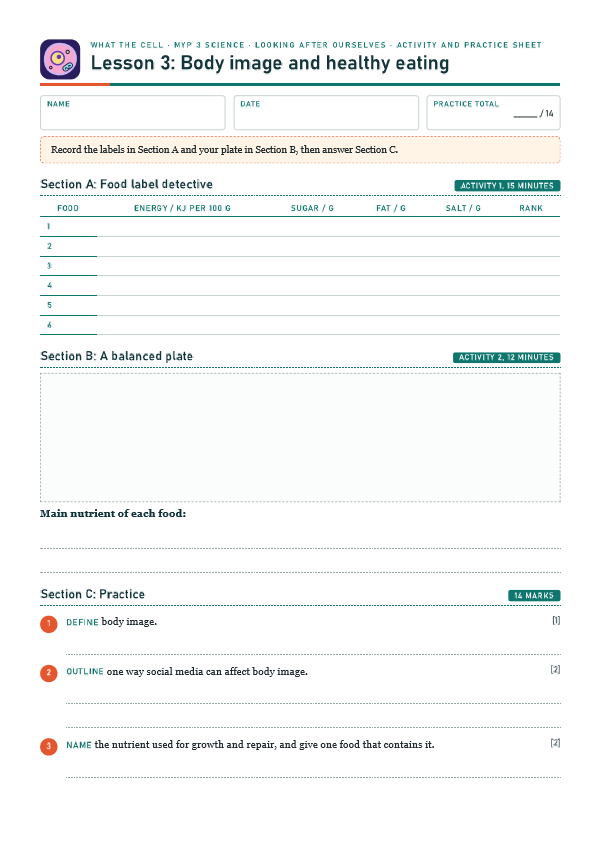 WHAT THE CELL · MYP 3 SCIENCE · LOOKING AFTER OURSELVES · ACTIVITY AND PRACTICE SHEET
Lesson 3: Body image and healthy eating
NAME DATE PRACTICE TOTAL
_____ / 14
Record the labels in Section A and your plate in Section B, then answer Section C.
Section A: Food label detective ACTIVITY 1, 15 MINUTES
FOOD ENERGY / KJ PER 100 G SUGAR / G FAT / G SALT / G RANK
1
2
3
4
5
6
Section B: A balanced plate ACTIVITY 2, 12 MINUTES
Main nutrient of each food:
Section C: Practice 14 MARKS
1 DEFINE body image. [1]
2 OUTLINE one way social media can affect body image. [2]
3 NAME the nutrient used for growth and repair, and give one food that contains it. [2]